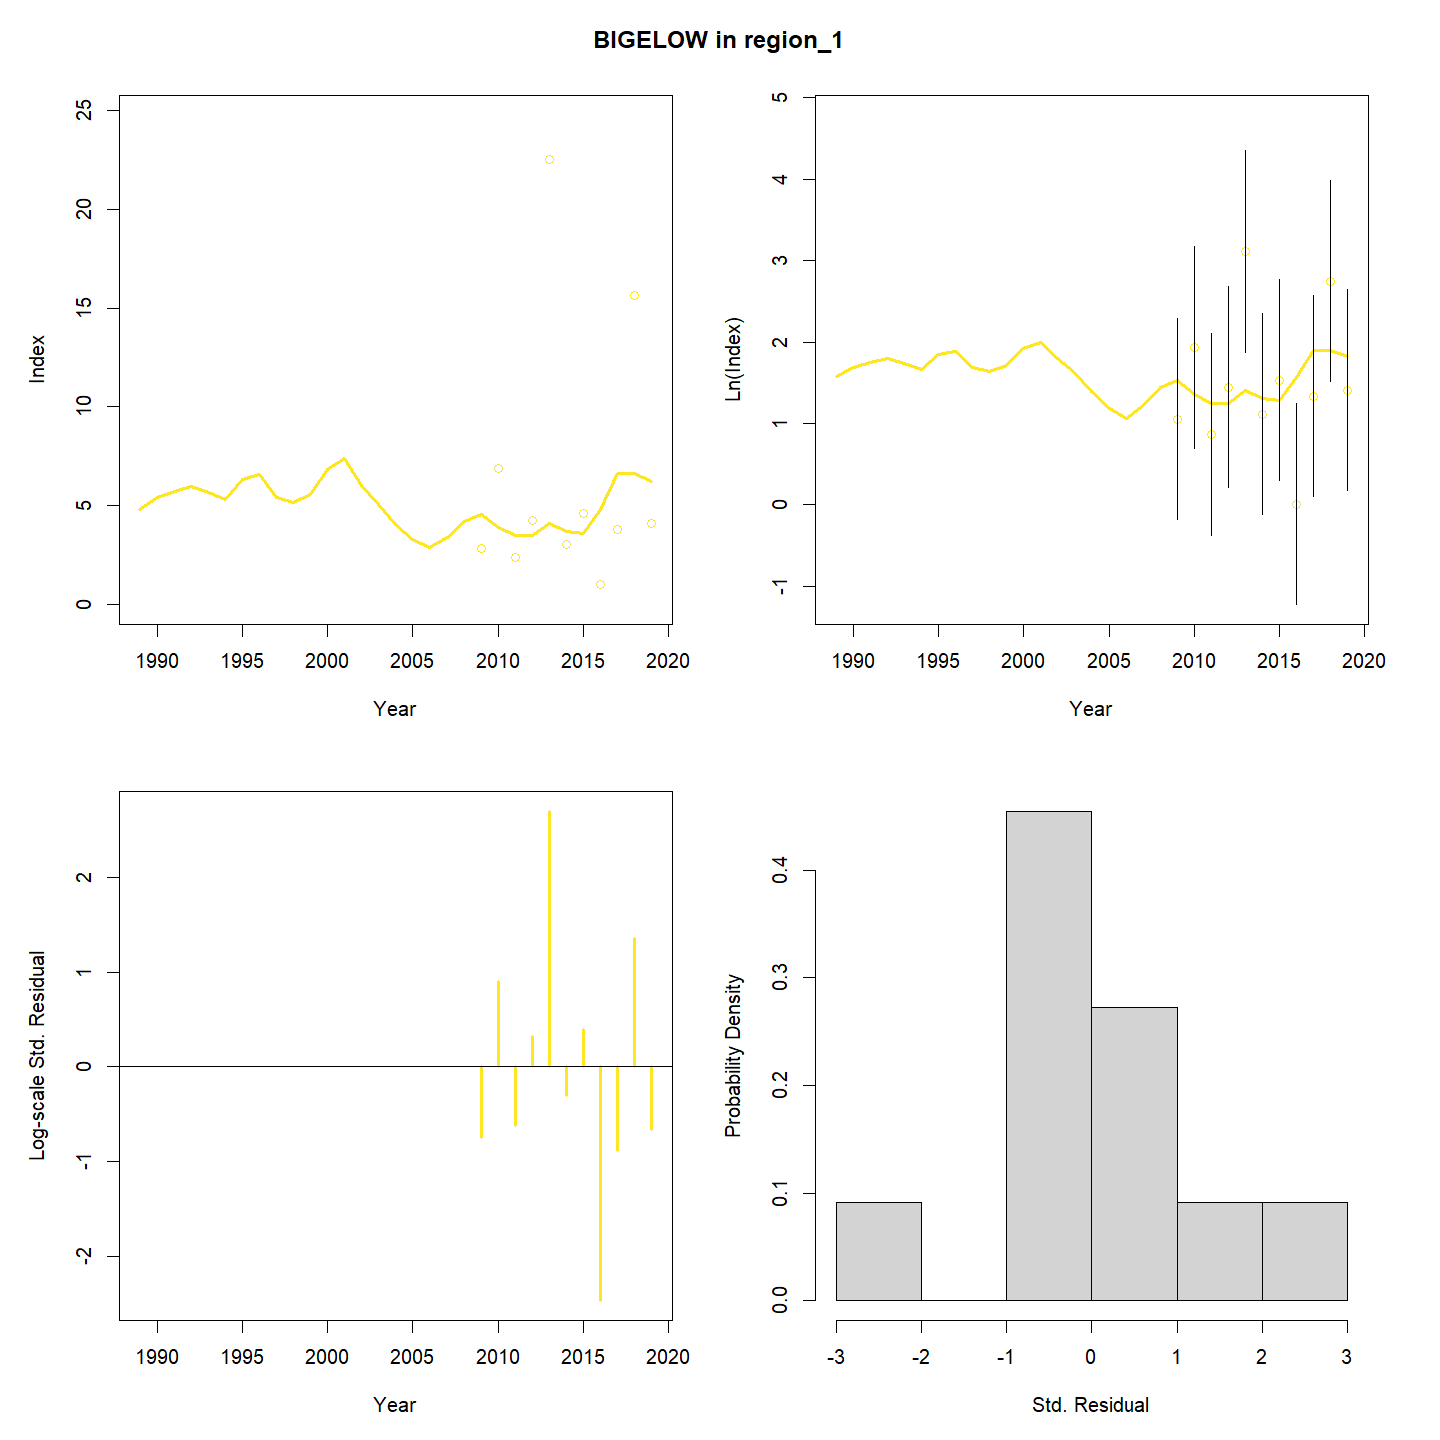 BIGELOW in region_1
Index
25
20
15
10
5
0
1990 1995 2000 2005 2010 2015 2020
Year
Ln(Index)
5
4
3
2
1
0
-1
1990 1995 2000 2005 2010 2015 2020
Year
Log-scale Std. Residual
2
1
0
-1
-2
1990 1995 2000 2005 2010 2015 2020
Year
Probability Density
0.4
0.3
0.2
0.1
0.0
-3 -2 -1 0 1 2 3
Std. Residual